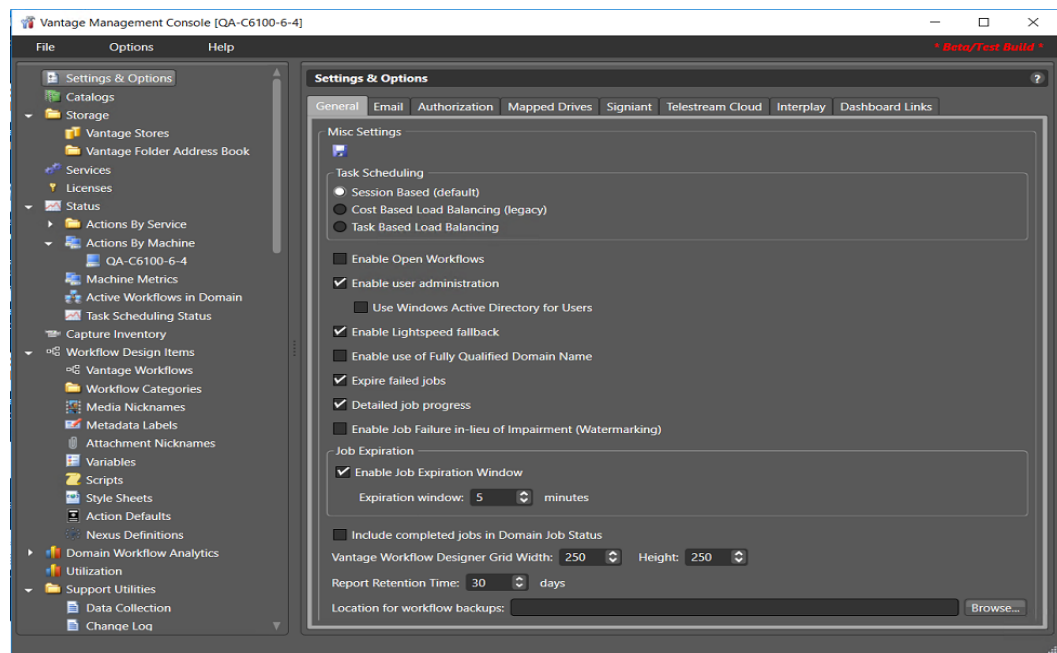 Vantage Management Console [QA-C6100-6-4]
File Options Help * Beta/Test Build *
Settings & Options
Catalogs
Storage
Vantage Stores
Vantage Folder Address Book
Services
Licenses
Status
Actions By Service
Actions By Machine
QA-C6100-6-4
Machine Metrics
Active Workflows in Domain
Task Scheduling Status
Capture Inventory
Workflow Design Items
Vantage Workflows
Workflow Categories
Media Nicknames
Metadata Labels
Attachment Nicknames
Variables
Scripts
Style Sheets
Action Defaults
Nexus Definitions
Domain Workflow Analytics
Utilization
Support Utilities
Data Collection
Change Log
Settings & Options ?
General Email Authorization Mapped Drives Signiant Telestream Cloud Interplay Dashboard Links
Misc Settings
Task Scheduling
Session Based (default)
Cost Based Load Balancing (legacy)
Task Based Load Balancing
Enable Open Workflows
Enable user administration
Use Windows Active Directory for Users
Enable Lightspeed fallback
Enable use of Fully Qualified Domain Name
Expire failed jobs
Detailed job progress
Enable Job Failure in-lieu of Impairment (Watermarking)
Job Expiration
Enable Job Expiration Window
Expiration window: 5 minutes
Include completed jobs in Domain Job Status
Vantage Workflow Designer Grid Width: 250 Height: 250
Report Retention Time: 30 days
Location for workflow backups: Browse...